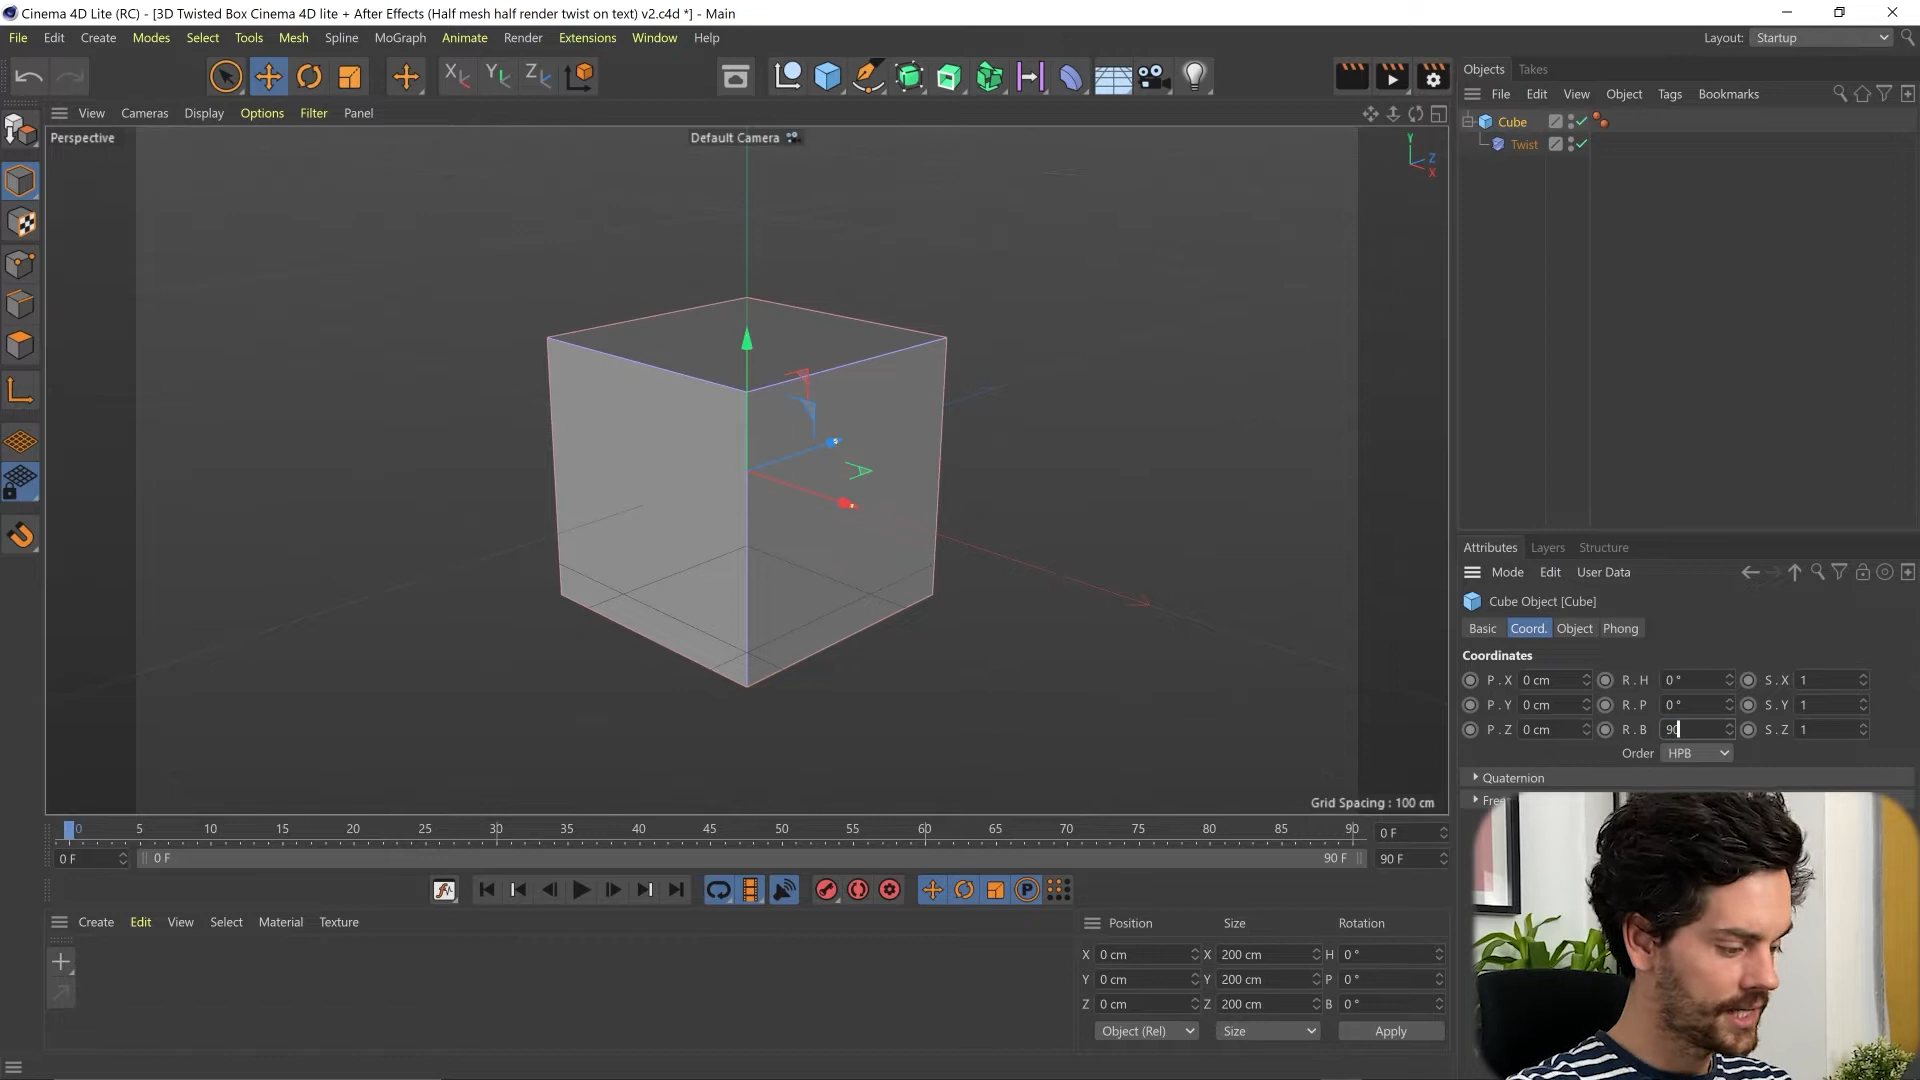 Cinema 4D Lite (RC) - [3D Twisted Box Cinema 4D lite + After Effects (Half mesh half render twist on text) v2.c4d *] - Main
File Edit Create Modes Select Tools Mesh Spline MoGraph Animate Render Extensions Window Help Layout: Startup
X Y Z
Objects Takes
File Edit View Object Tags Bookmarks
View Cameras Display Options Filter Panel
Perspective
Default Camera
Y
Z
X
Cube
Twist
Attributes Layers Structure
Mode Edit User Data
Cube Object [Cube]
Basic Coord. Object Phong
Coordinates
P . X 0 cm R . H 0 ° S . X 1
P . Y 0 cm R . P 0 ° S . Y 1
P . Z 0 cm R . B 90 S . Z 1
Order HPB
Quaternion
Grid Spacing : 100 cm
0 5 10 15 20 25 30 35 40 45 50 55 60 65 70 75 80 85 90 0 F
0 F 0 F 90 F 90 F
P
Create Edit View Select Material Texture
Position Size Rotation
X 0 cm X 200 cm H 0 °
Y 0 cm Y 200 cm P 0 °
Z 0 cm Z 200 cm B 0 °
Object (Rel) Size Apply